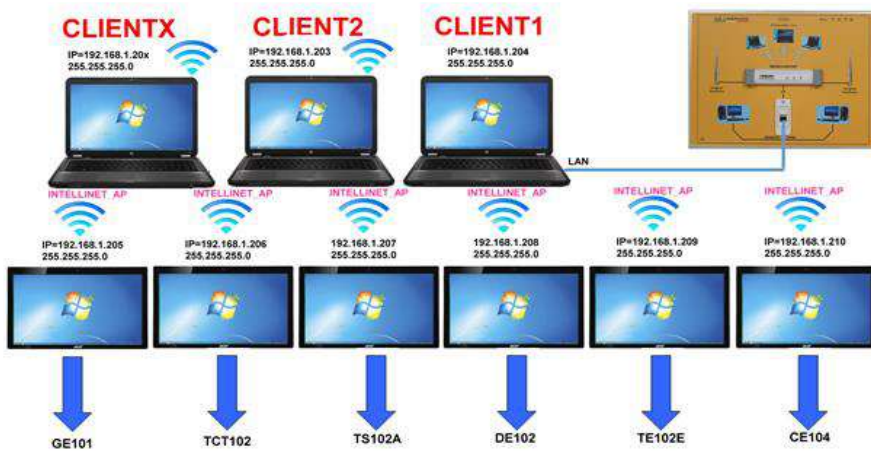 CLIENTX
CLIENT2
CLIENT1
IP=192.168.1.20x
255.255.255.0
IP=192.168.1.203
255.255.255.0
IP=192.168.1.204
255.255.255.0
LAN
INTELLINET_AP
INTELLINET_AP
INTELLINET_AP
INTELLINET_AP
INTELLINET_AP
INTELLINET_AP
IP=192.168.1.205
255.255.255.0
IP=192.168.1.206
255.255.255.0
192.168.1.207
255.255.255.0
192.168.1.208
255.255.255.0
IP=192.168.1.209
255.255.255.0
IP=192.168.1.210
255.255.255.0
GE101
TCT102
TS102A
DE102
TE102E
CE104